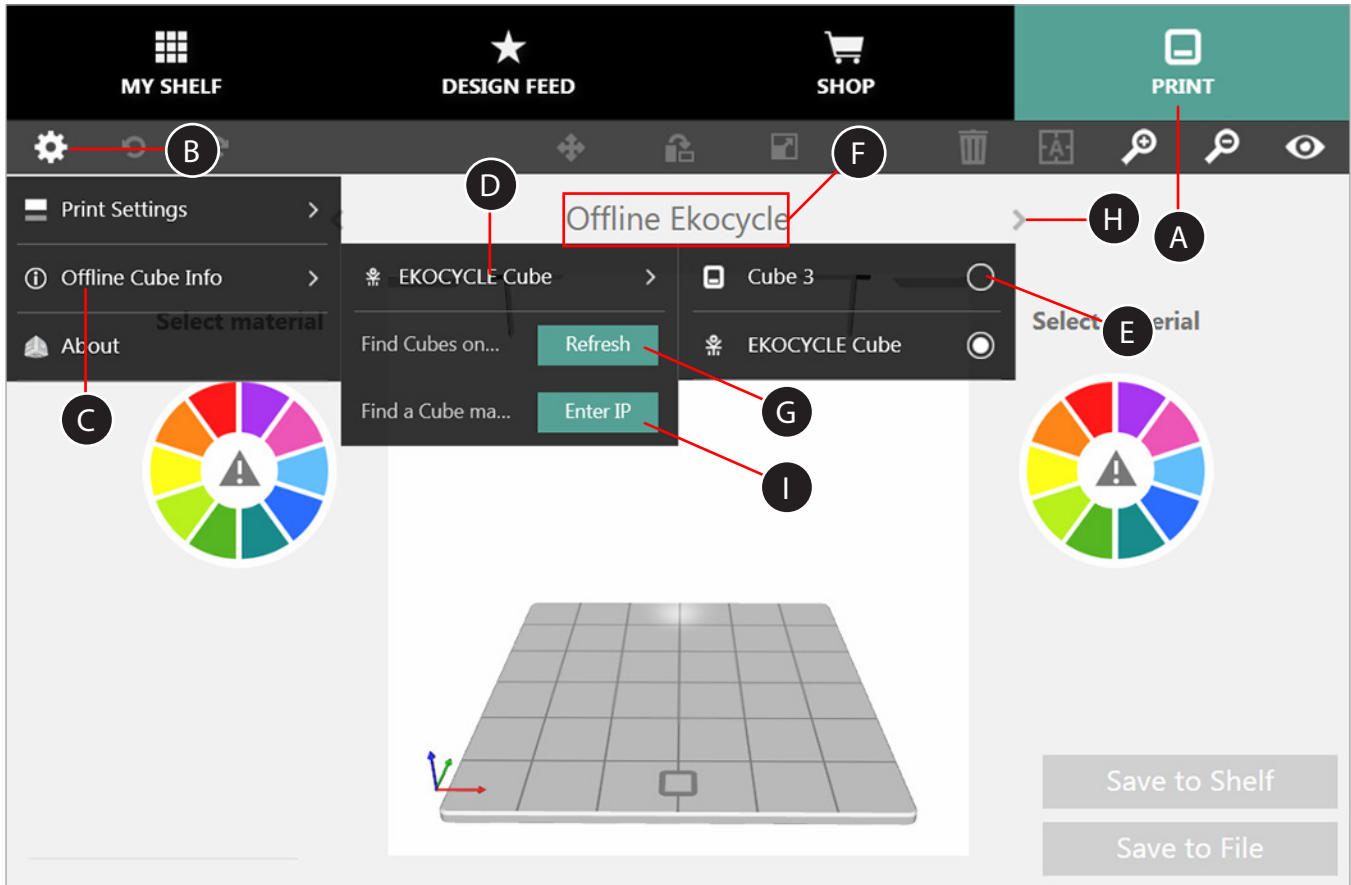 MY SHELF
DESIGN FEED
SHOP
PRINT
A
B
F
D
Print Settings
Offline Ekocycle
H
A
Offline Cube Info
EKOCYCLE Cube
Cube 3
Select material
Select material
E
About
Find Cubes on...
Refresh
EKOCYCLE Cube
C
Find a Cube ma...
Enter IP
G
I
Save to Shelf
Save to File